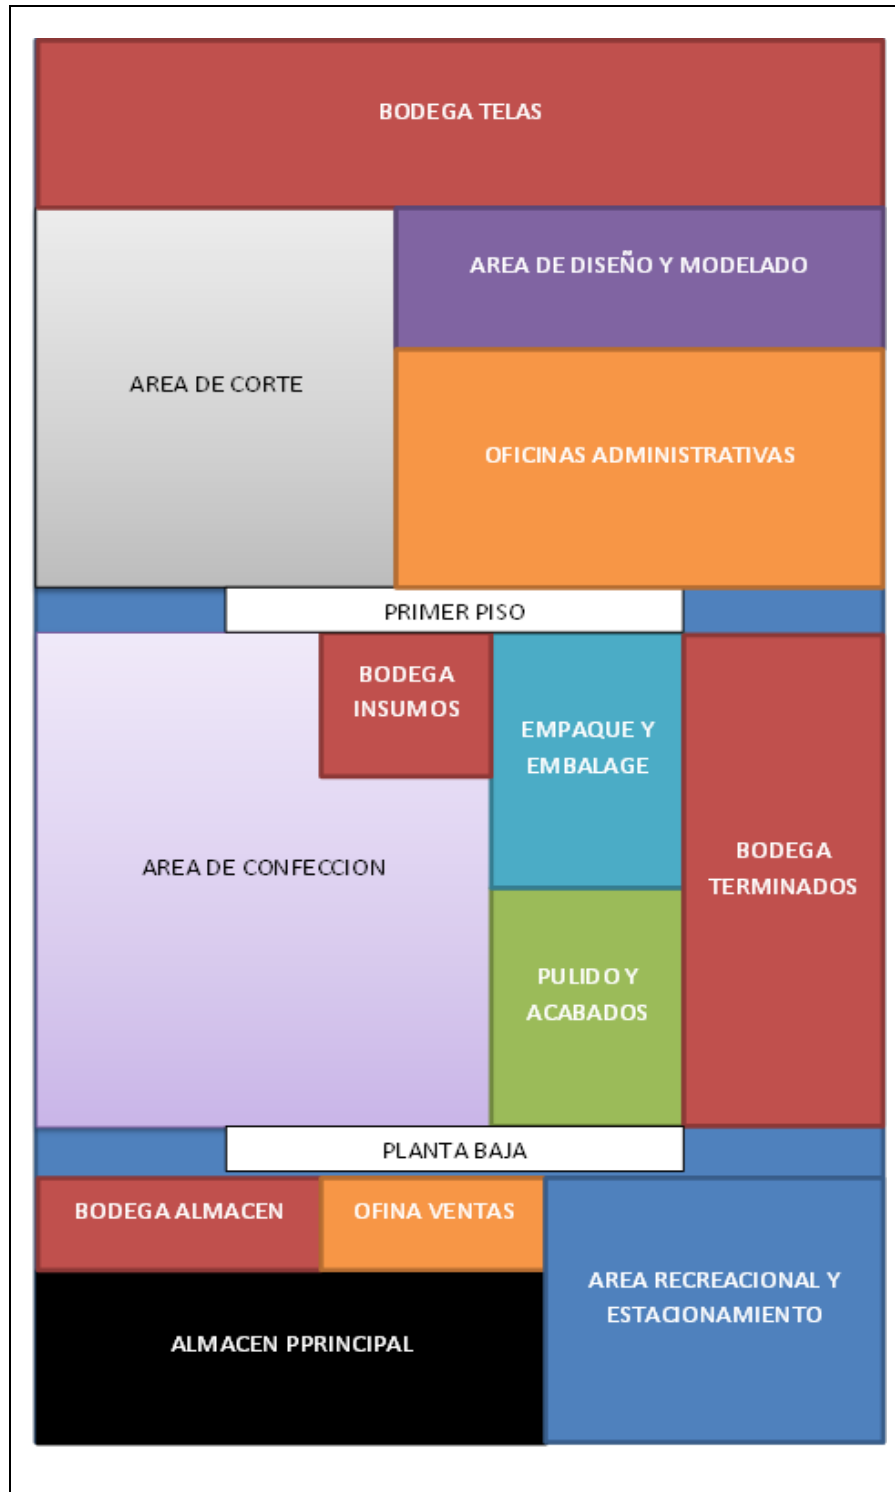 BODEGA TELAS
AREA DE DISEÑO Y MODELADO
AREA DE CORTE
OFICINAS ADMINISTRATIVAS
PRIMER PISO
BODEGA
INSUMOS
EMPAQUE Y
EMBALAGE
AREA DE CONFECCION
BODEGA
TERMINADOS
PULIDO Y
ACABADOS
PLANTA BAJA
BODEGA ALMACEN
OFINA VENTAS
AREA RECREACIONAL Y
ESTACIONAMIENTO
ALMACEN PPRINCIPAL